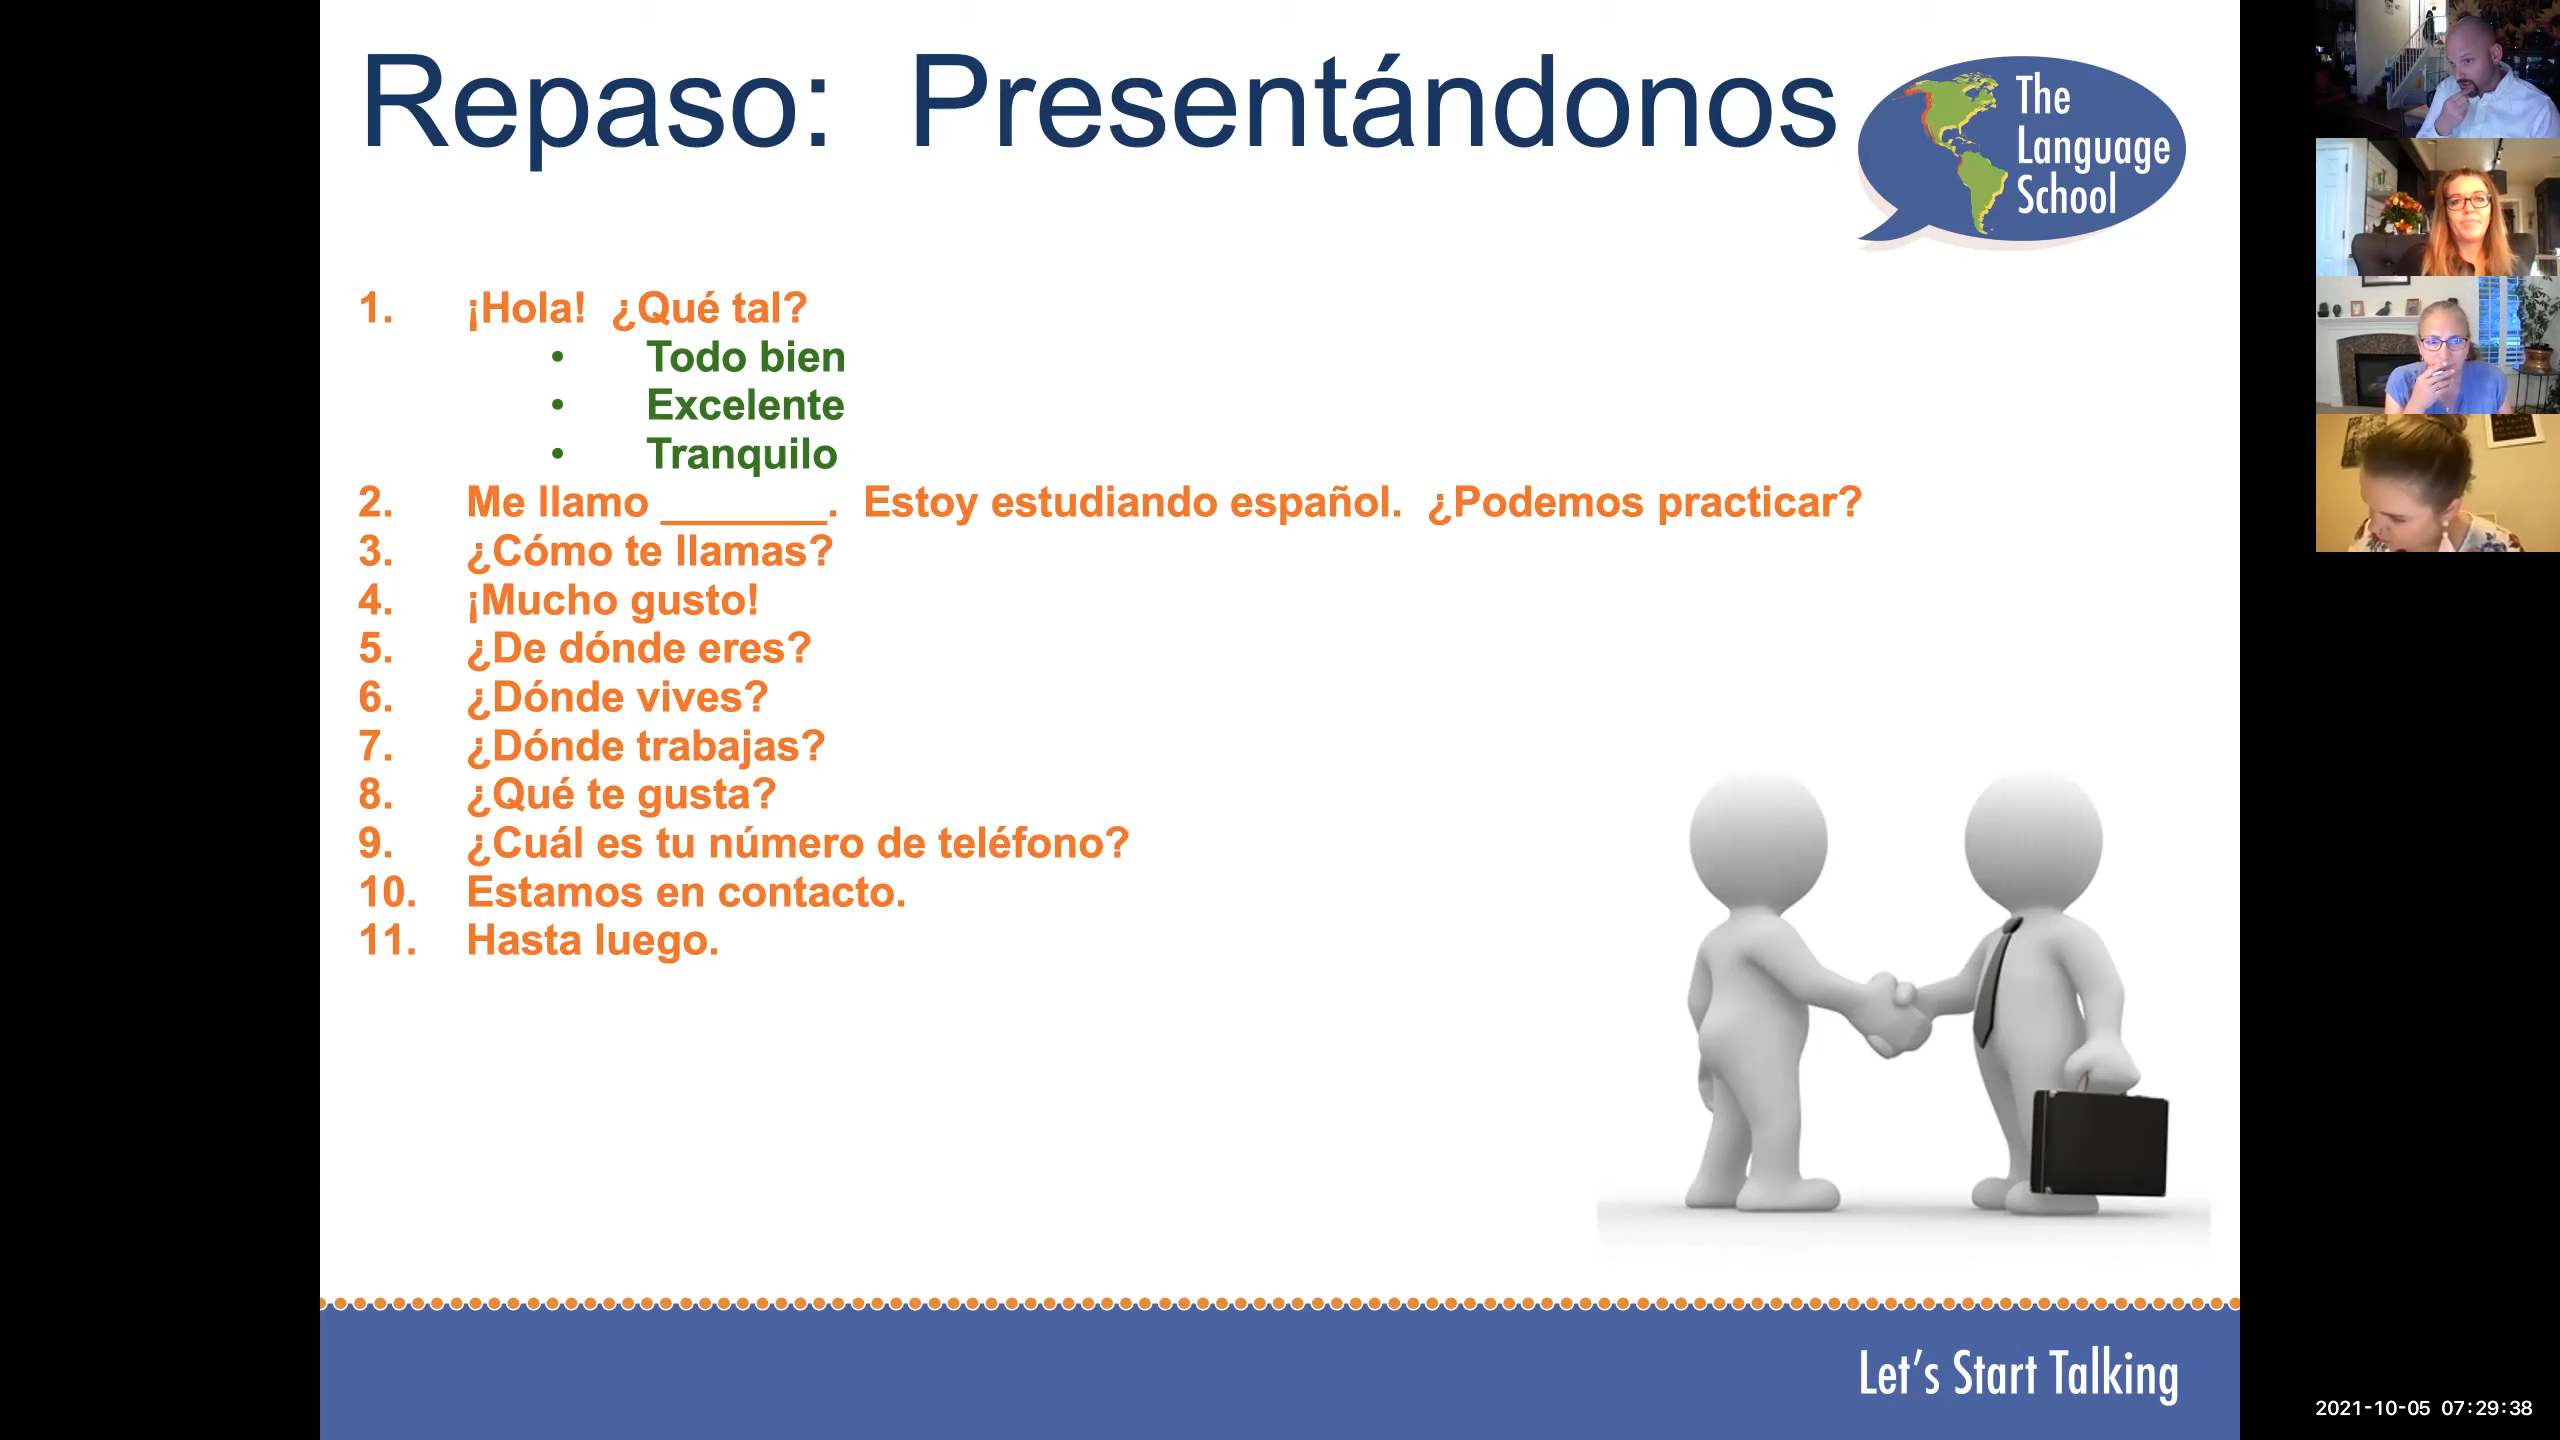 Repaso: Presentándonos
The
Language
School
1. ¡Hola! ¿Qué tal?
• Todo bien
• Excelente
• Tranquilo
2. Me llamo _______. Estoy estudiando español. ¿Podemos practicar?
3. ¿Cómo te llamas?
4. ¡Mucho gusto!
5. ¿De dónde eres?
6. ¿Dónde vives?
7. ¿Dónde trabajas?
8. ¿Qué te gusta?
9. ¿Cuál es tu número de teléfono?
10. Estamos en contacto.
11. Hasta luego.
Let's Start Talking
2021-10-05 07:29:38